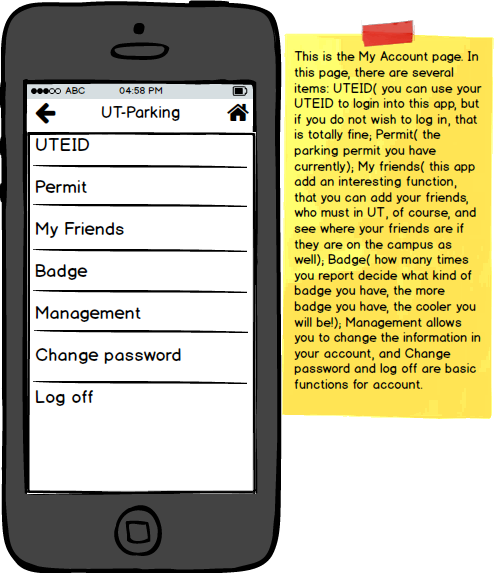 ABC 04:58 PM
UT-Parking
UTEID
Permit
My Friends
Badge
Management
Change password
Log off
This is the My Account page. In
this page, there are several
items: UTEID( you can use your
UTEID to login into this app, but
if you do not wish to log in, that
is totally fine); Permit( the
parking permit you have
currently); My friends( this app
add an interesting function,
that you can add your friends,
who must in UT, of course, and
see where your friends are if
they are on the campus as
well); Badge( how many times
you report decide what kind of
badge you have, the more
badge you have, the cooler you
will be!); Management allows
you to change the information in
your account, and Change
password and log off are basic
functions for account.